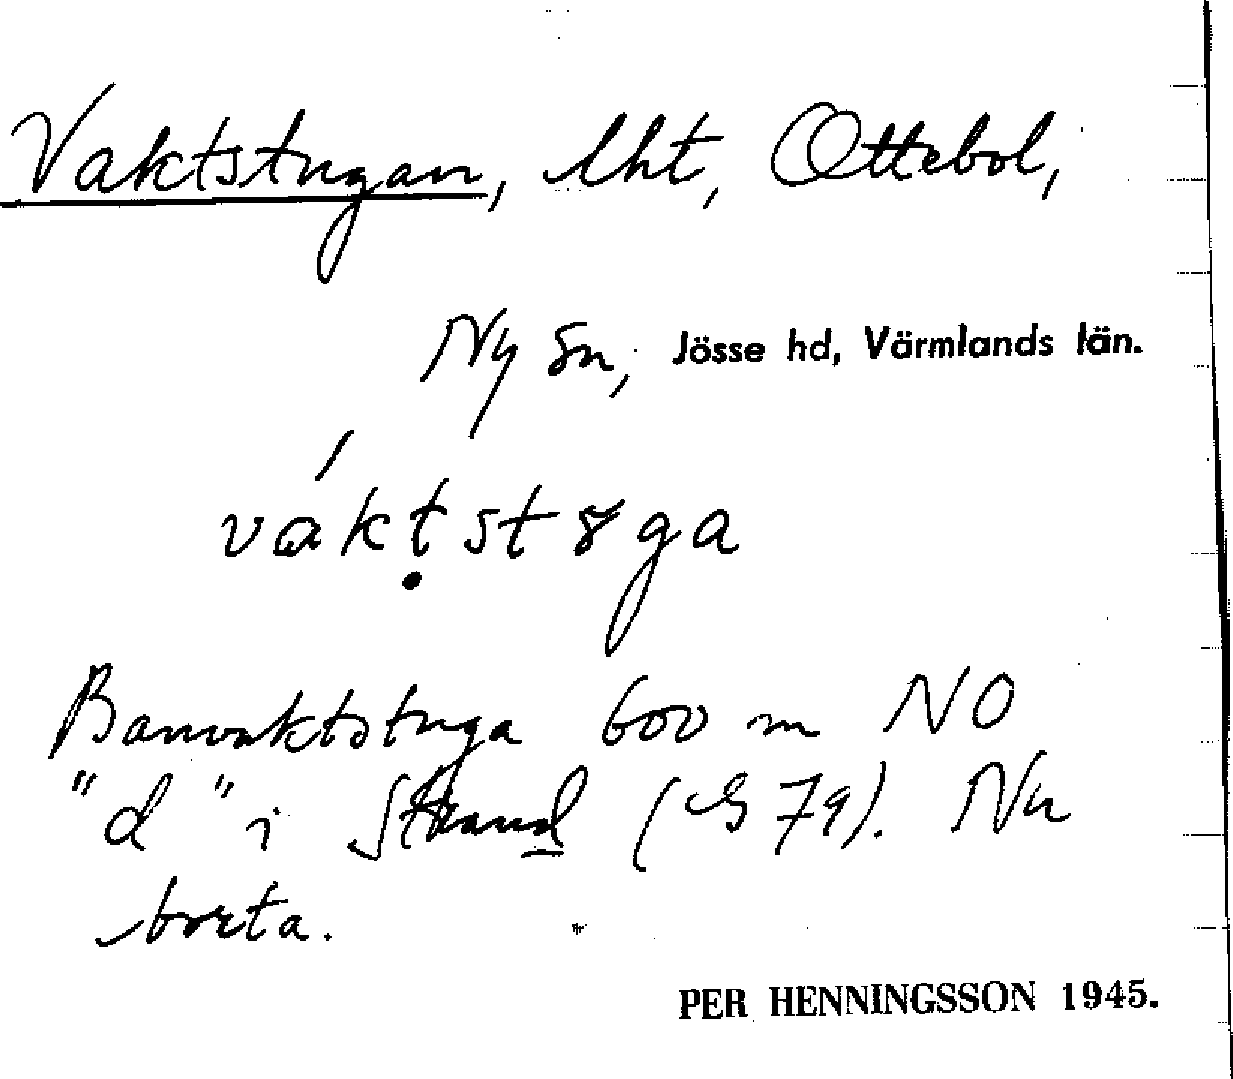 Vaktstugan, lht, Ottebol,
Ny sn, Jösse hd, Värmlands län.
váktstųga
Banvaktstuga 600 m NO
"d" i Strand (S 79). Nu
borta.
PER HENNINGSSON 1945.